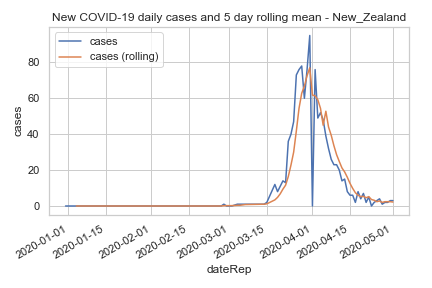 New COVID-19 daily cases and 5 day rolling mean - New_Zealand
cases
cases (rolling)
cases
80
60
40
20
0
2020-01-01
2020-01-15
2020-02-01
2020-02-15
2020-03-01
2020-03-15
2020-04-01
2020-04-15
2020-05-01
dateRep